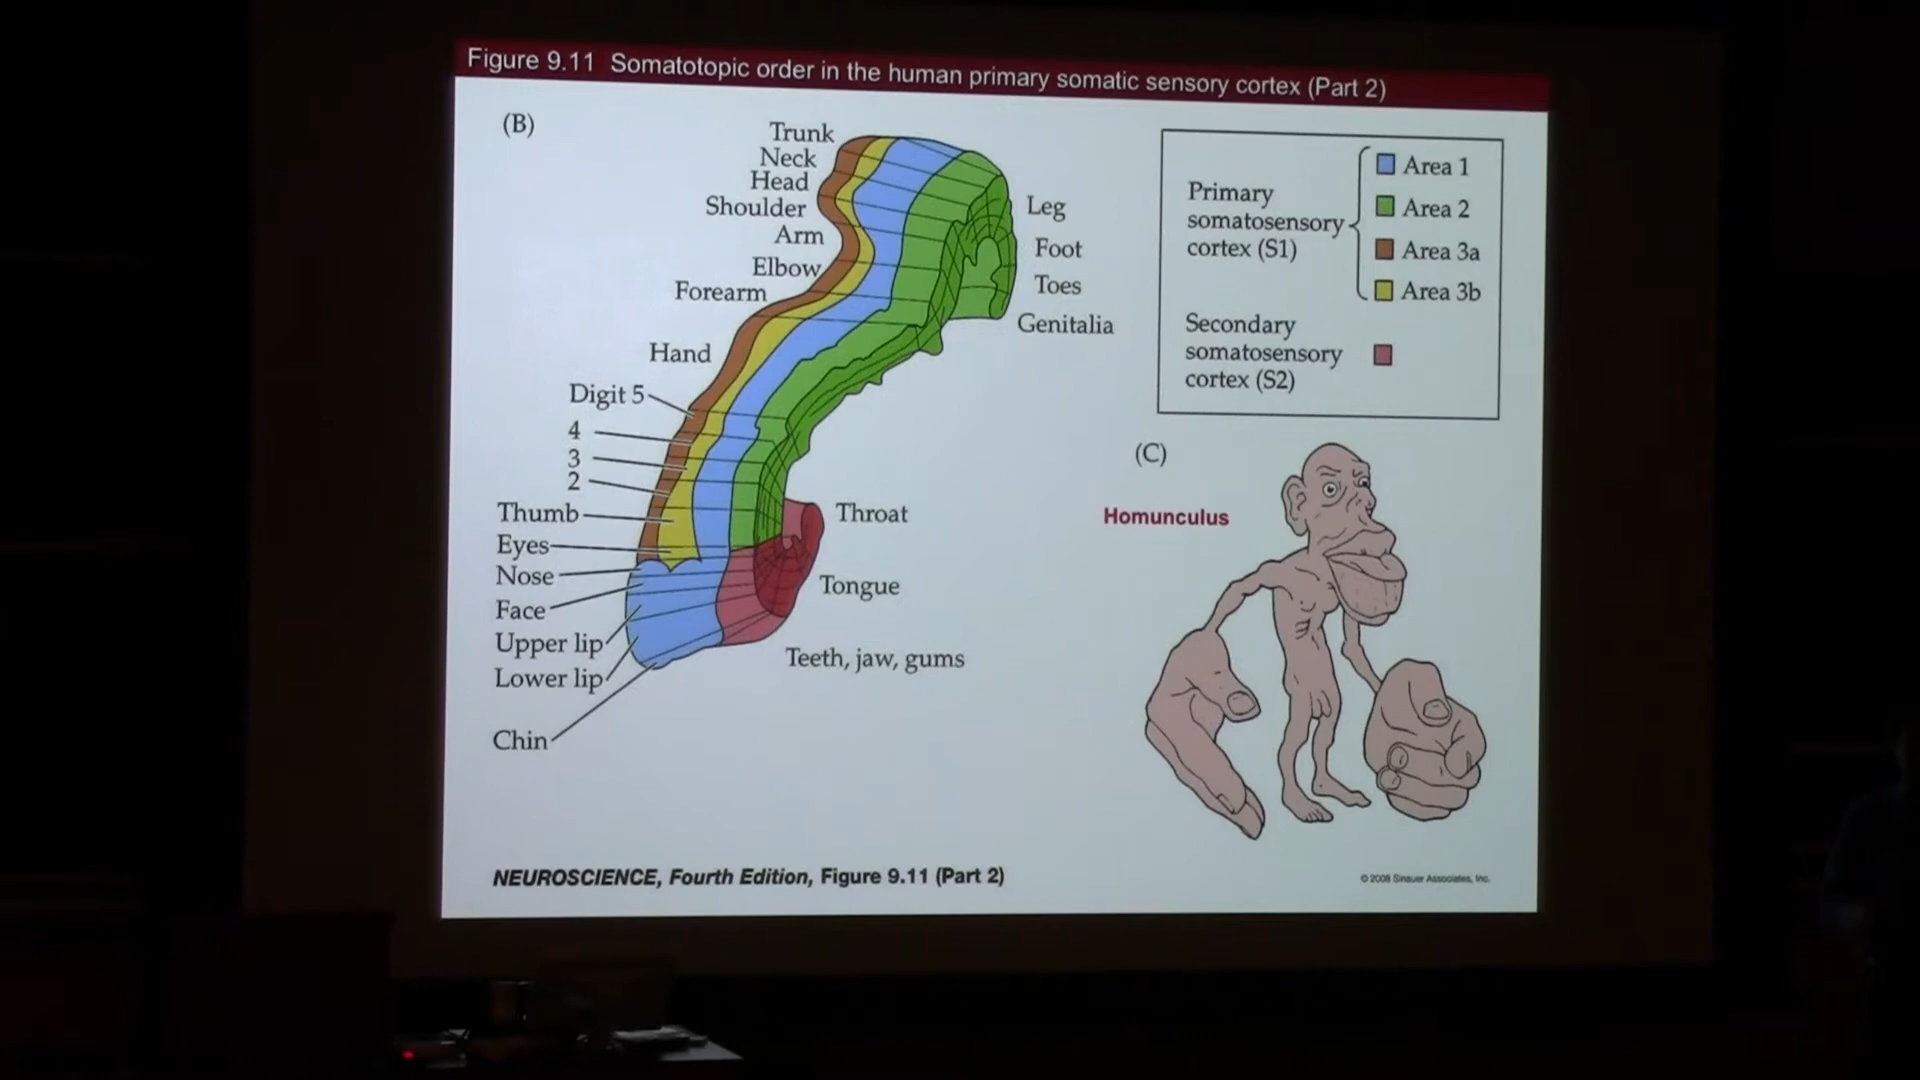 Figure 9.11 Somatotopic order in the human primary somatic sensory cortex (Part 2)
(B)
Trunk
Neck
Head
Shoulder
Arm
Elbow
Forearm
Hand
Digit 5
4
3
2
Thumb
Eyes
Nose
Face
Upper lip
Lower lip
Chin
Leg
Foot
Toes
Genitalia
Throat
Tongue
Teeth, jaw, gums
Primary
somatosensory
cortex (S1)
Area 1
Area 2
Area 3a
Area 3b
Secondary
somatosensory
cortex (S2)
(C)
Homunculus
NEUROSCIENCE, Fourth Edition, Figure 9.11 (Part 2)
© 2008 Sinauer Associates, Inc.